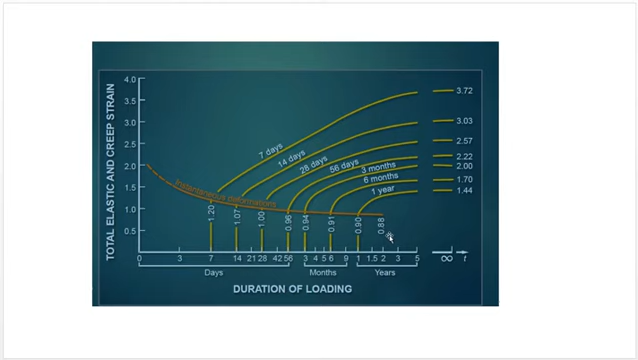 TOTAL ELASTIC AND CREEP STRAIN
4.0
3.5
3.0
2.5
2.0
1.5
1.0
0.5
7 days
14 days
28 days
56 days
3 months
6 months
1 year
Instantaneous deformations
3.72
3.03
2.57
2.22
2.00
1.70
1.44
1.20
1.07
1.00
0.96
0.94
0.91
0.90
0.88
0 3 7 14 21 28 42 56 3 4 5 6 9 1 1.5 2 3 5 ∞ t
Days Months Years
DURATION OF LOADING